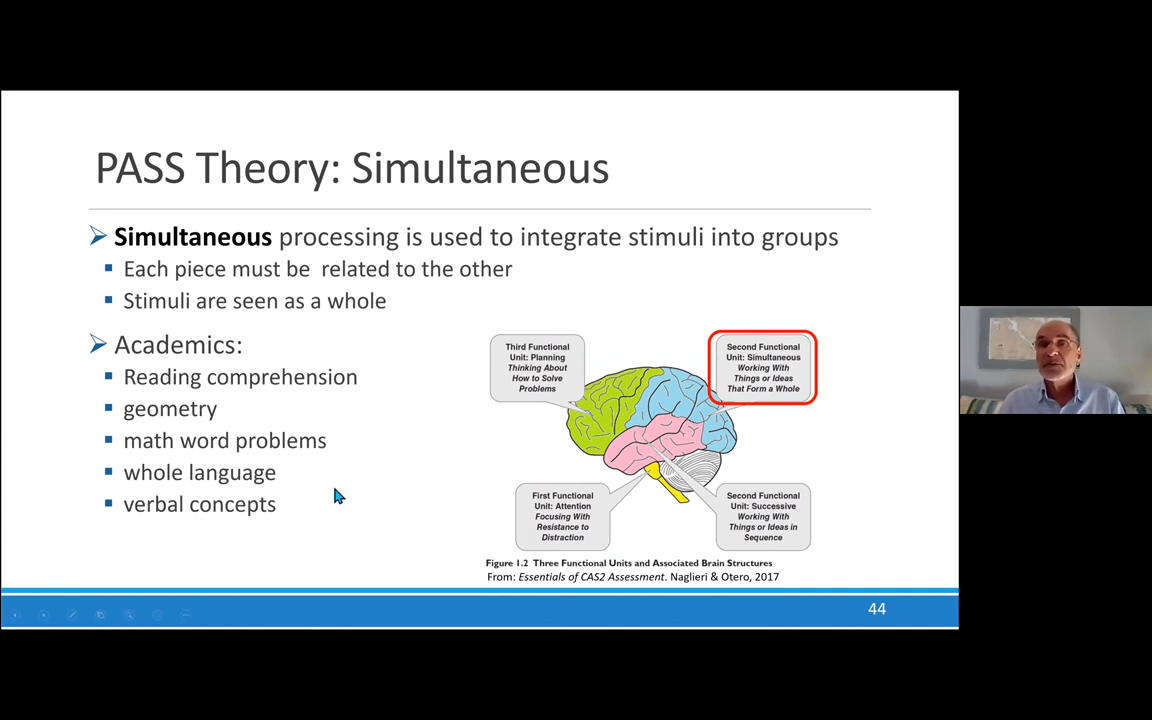 PASS Theory: Simultaneous
Simultaneous processing is used to integrate stimuli into groups
Each piece must be related to the other
Stimuli are seen as a whole
Academics:
Reading comprehension
geometry
math word problems
whole language
verbal concepts
Third Functional
Unit: Planning
Thinking About
How to Solve
Problems
Second Functional
Unit: Simultaneous
Working With
Things or Ideas
That Form a Whole
First Functional
Unit: Attention
Focusing With
Resistance to
Distraction
Second Functional
Unit: Successive
Working With
Things or Ideas in
Sequence
Figure 1.2 Three Functional Units and Associated Brain Structures
From: Essentials of CAS2 Assessment. Naglieri & Otero, 2017
44